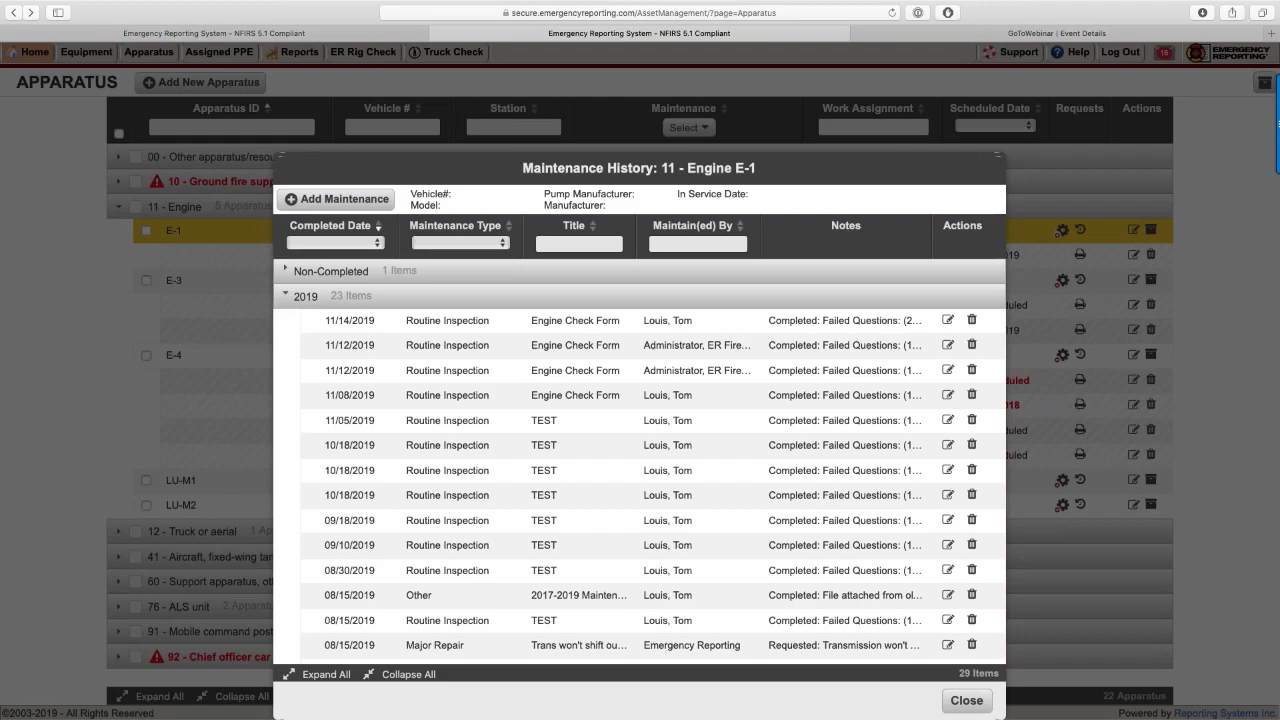 secure.emergencyreporting.com/AssetManagement/?page=Apparatus
Emergency Reporting System - NFIRS 5.1 Compliant
Emergency Reporting System - NFIRS 5.1 Compliant
GoToWebinar | Event Details
Home Equipment Apparatus Assigned PPE Reports ER Rig Check Truck Check Support Help Log Out 16 EMERGENCY REPORTING
APPARATUS Add New Apparatus
Apparatus ID Vehicle # Station Maintenance Work Assignment Scheduled Date Requests Actions
Select
00 - Other apparatus/resou
10 - Ground fire supp
11 - Engine 5 Apparatus
E-1
19
E-3
eduled
19
E-4
duled
18
duled
eduled
LU-M1
LU-M2
12 - Truck or aerial 1 App
41 - Aircraft, fixed-wing tan
60 - Support apparatus, oth
76 - ALS unit 2 Apparatus
91 - Mobile command post
92 - Chief officer car
Expand All Collapse All 22 Apparatus
Maintenance History: 11 - Engine E-1
Add Maintenance Vehicle#: Pump Manufacturer: In Service Date:
Model: Manufacturer:
Completed Date Maintenance Type Title Maintain(ed) By Notes Actions
Non-Completed 1 Items
2019 23 Items
11/14/2019 Routine Inspection Engine Check Form Louis, Tom Completed: Failed Questions: (2...
11/12/2019 Routine Inspection Engine Check Form Administrator, ER Fire... Completed: Failed Questions: (1...
11/12/2019 Routine Inspection Engine Check Form Administrator, ER Fire... Completed: Failed Questions: (1...
11/08/2019 Routine Inspection Engine Check Form Louis, Tom Completed: Failed Questions: (1...
11/05/2019 Routine Inspection TEST Louis, Tom Completed: Failed Questions: (1...
10/18/2019 Routine Inspection TEST Louis, Tom Completed: Failed Questions: (1...
10/18/2019 Routine Inspection TEST Louis, Tom Completed: Failed Questions: (1...
10/18/2019 Routine Inspection TEST Louis, Tom Completed: Failed Questions: (1...
09/18/2019 Routine Inspection TEST Louis, Tom Completed: Failed Questions: (1...
09/10/2019 Routine Inspection TEST Louis, Tom Completed: Failed Questions: (1...
08/30/2019 Routine Inspection TEST Louis, Tom Completed: Failed Questions: (1...
08/15/2019 Other 2017-2019 Mainten... Louis, Tom Completed: File attached from ol...
08/15/2019 Routine Inspection TEST Louis, Tom Completed: Failed Questions: (1...
08/15/2019 Major Repair Trans won't shift ou... Emergency Reporting Requested: Transmission won't ...
Expand All Collapse All 29 Items
Close
©2003-2019 - All Rights Reserved Powered by Reporting Systems Inc.